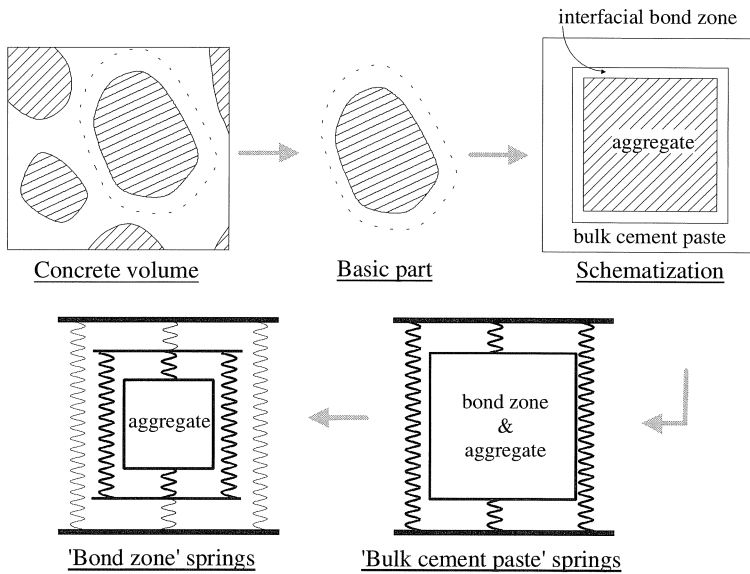 interfacial bond zone
aggregate
bulk cement paste
Concrete volume
Basic part
Schematization
aggregate
bond zone
&
aggregate
'Bond zone' springs
'Bulk cement paste' springs